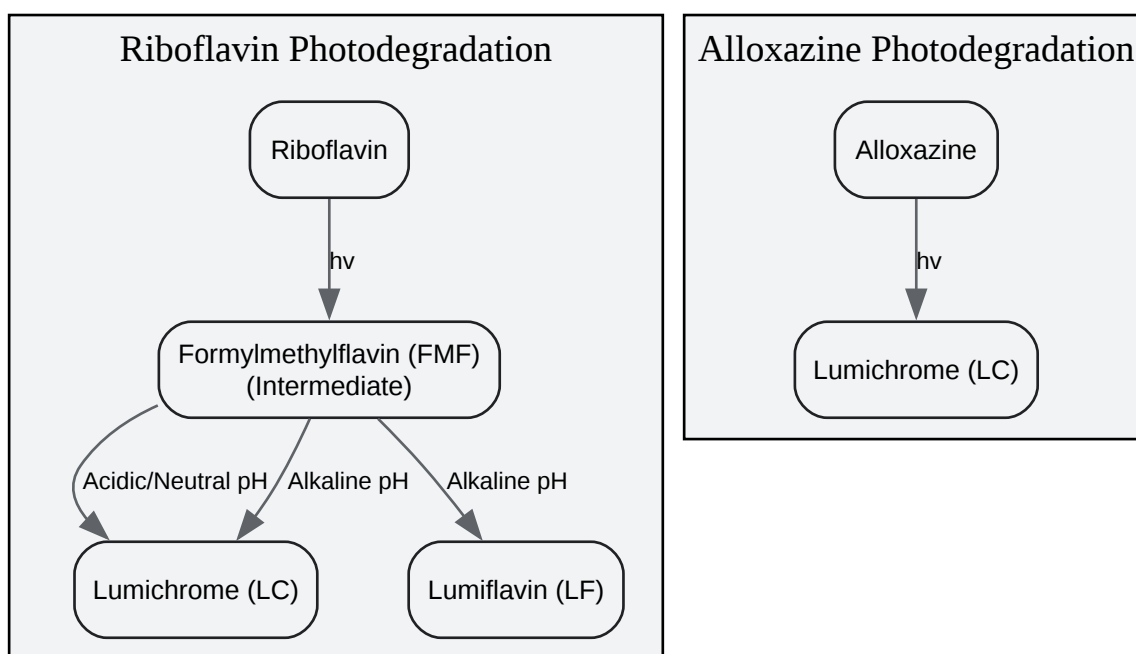 Riboflavin Photodegradation
Riboflavin
hv
Formylmethylflavin (FMF)
(Intermediate)
Acidic/Neutral pH
Alkaline pH
Alkaline pH
Lumichrome (LC)
Lumiflavin (LF)
Alloxazine Photodegradation
Alloxazine
hv
Lumichrome (LC)